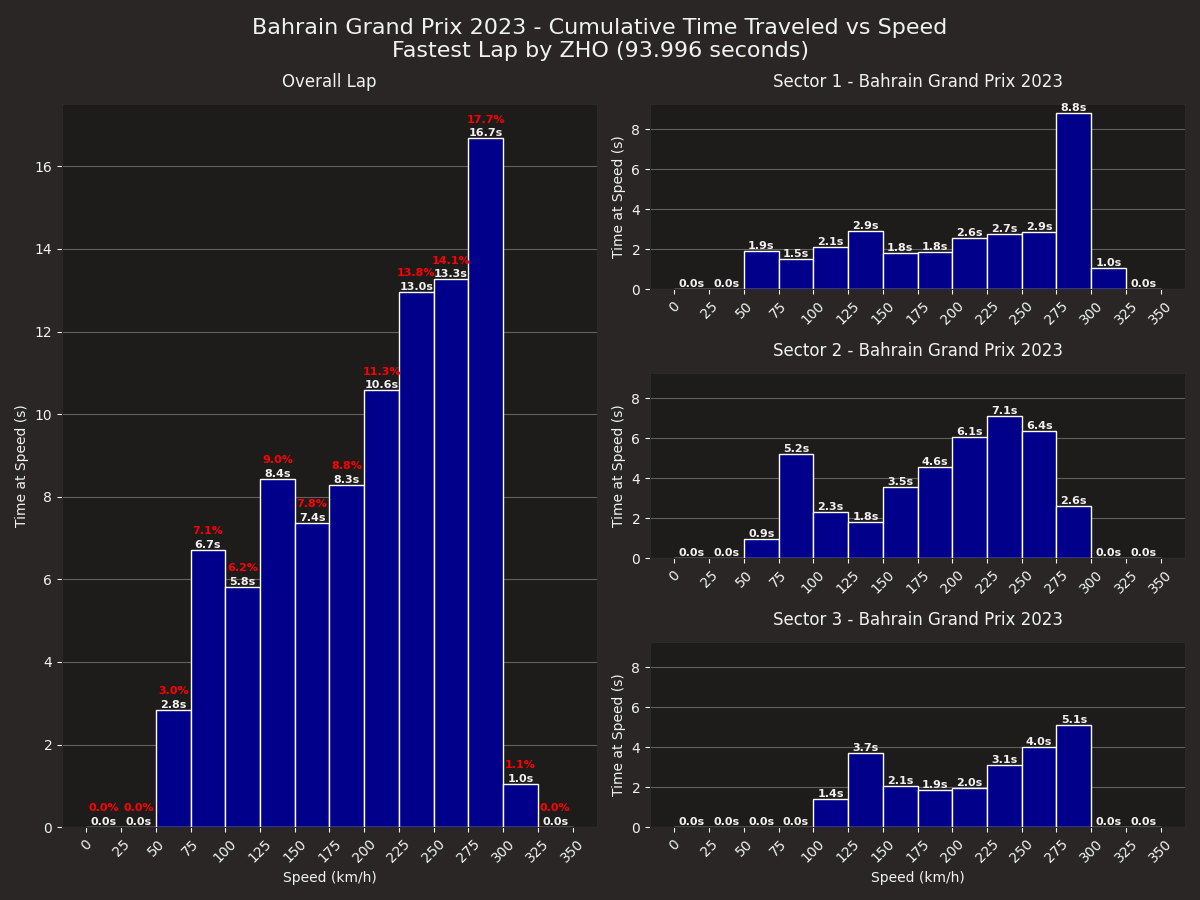 Bahrain Grand Prix 2023 - Cumulative Time Traveled vs Speed
Fastest Lap by ZHO (93.996 seconds)
Overall Lap
Time at Speed (s)
16
14
12
10
8
6
4
2
0
0.0% 0.0% 3.0% 7.1% 6.2% 9.0% 7.8% 8.8% 11.3% 13.8% 14.1% 17.7% 1.1% 0.0%
0.0s 0.0s 2.8s 6.7s 5.8s 8.4s 7.4s 8.3s 10.6s 13.0s 13.3s 16.7s 1.0s 0.0s
0 25 50 75 100 125 150 175 200 225 250 275 300 325 350
Speed (km/h)
Sector 1 - Bahrain Grand Prix 2023
Time at Speed (s)
8
6
4
2
0
0.0s 0.0s 1.9s 1.5s 2.1s 2.9s 1.8s 1.8s 2.6s 2.7s 2.9s 8.8s 1.0s 0.0s
0 25 50 75 100 125 150 175 200 225 250 275 300 325 350
Sector 2 - Bahrain Grand Prix 2023
Time at Speed (s)
8
6
4
2
0
0.0s 0.0s 0.9s 5.2s 2.3s 1.8s 3.5s 4.6s 6.1s 7.1s 6.4s 2.6s 0.0s 0.0s
0 25 50 75 100 125 150 175 200 225 250 275 300 325 350
Sector 3 - Bahrain Grand Prix 2023
Time at Speed (s)
8
6
4
2
0
0.0s 0.0s 0.0s 0.0s 1.4s 3.7s 2.1s 1.9s 2.0s 3.1s 4.0s 5.1s 0.0s 0.0s
0 25 50 75 100 125 150 175 200 225 250 275 300 325 350
Speed (km/h)